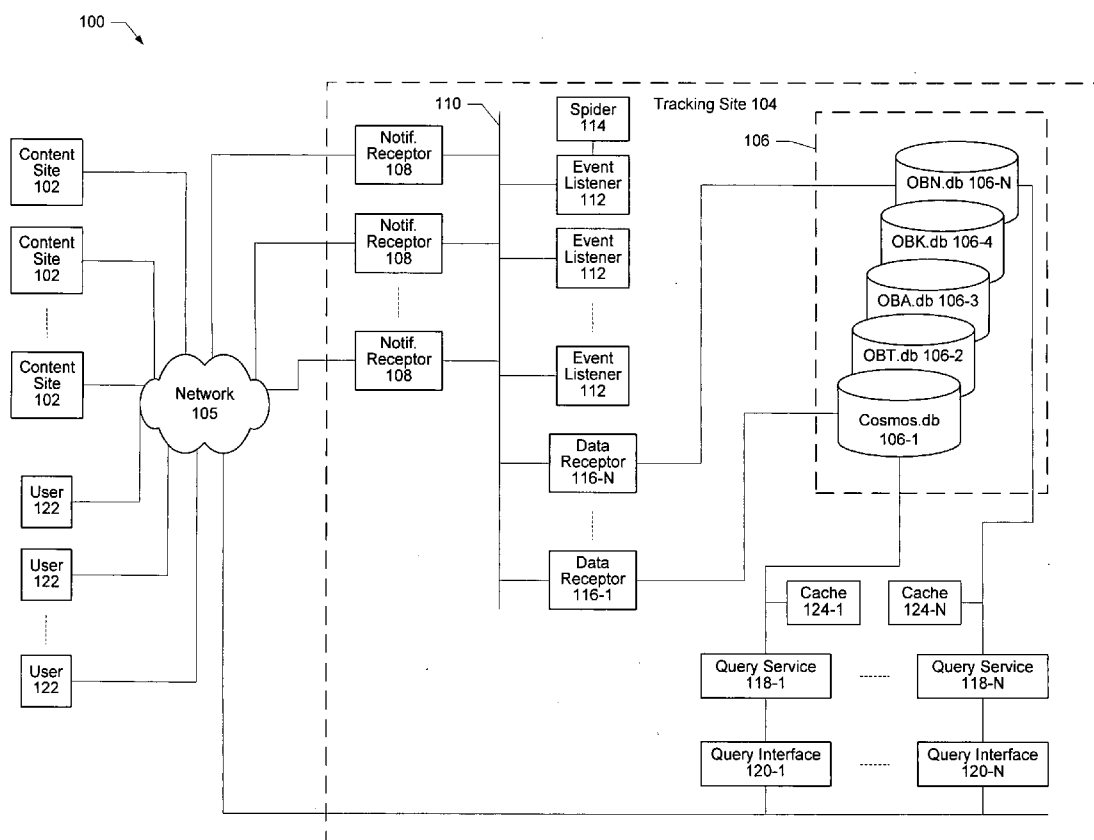 100
Tracking Site 104
110
106
Content
Site
102
Content
Site
102
Content
Site
102
User
122
User
122
User
122
Network
105
Notif.
Receptor
108
Notif.
Receptor
108
Notif.
Receptor
108
Spider
114
Event
Listener
112
Event
Listener
112
Event
Listener
112
Data
Receptor
116-N
Data
Receptor
116-1
OBN.db 106-N
OBK.db 106-4
OBA.db 106-3
OBT.db 106-2
Cosmos.db
106-1
Cache
124-1
Cache
124-N
Query Service
118-1
Query Service
118-N
Query Interface
120-1
Query Interface
120-N